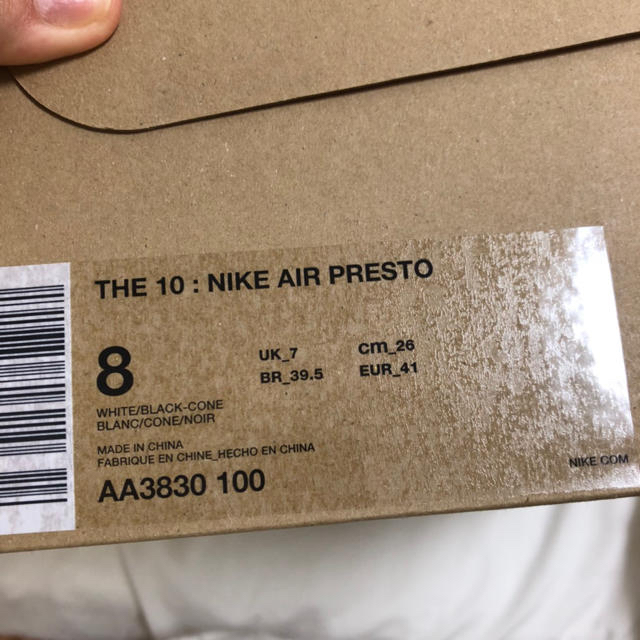 THE 10 : NIKE AIR PRESTO
8
UK_7 cm_26
BR_39.5 EUR_41
WHITE/BLACK-CONE
BLANC/CONE/NOIR
MADE IN CHINA
FABRIQUE EN CHINE_HECHO EN CHINA
AA3830 100
NIKE.COM